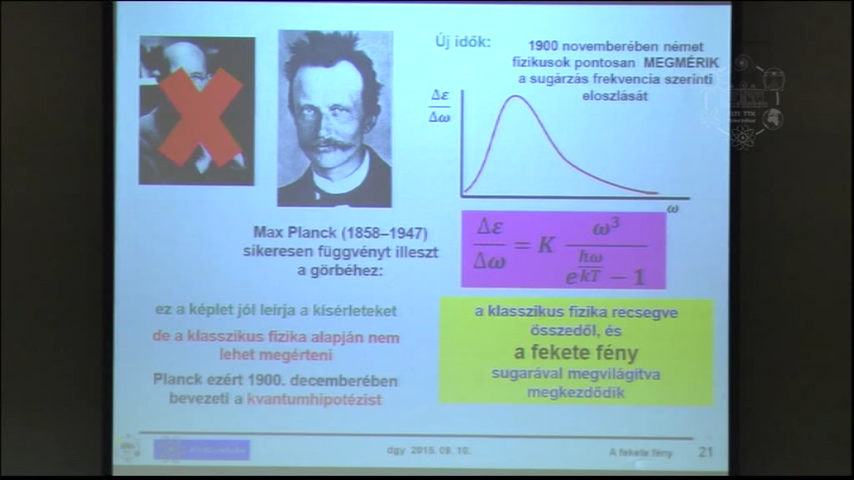 Új idők:
1900 novemberében német
fizikusok pontosan MEGMÉRIK
a sugárzás frekvencia szerinti
eloszlását
Δε
Δω
ω
Max Planck (1858–1947)
sikeresen függvényt illeszt
a görbéhez:
Δε/Δω = K ω³/(e^(ħω/kT) − 1)
ez a képlet jól leírja a kisérleteket
de a klasszikus fizika alapján nem
lehet megérteni
Planck ezért 1900. decemberében
bevezeti a kvantumhipotézist
a klasszikus fizika recsegve
összedől, és
a fekete fény
sugarával megvilágítva
megkezdődik
dgy 2015. 08. 10.
A fekete fény
21